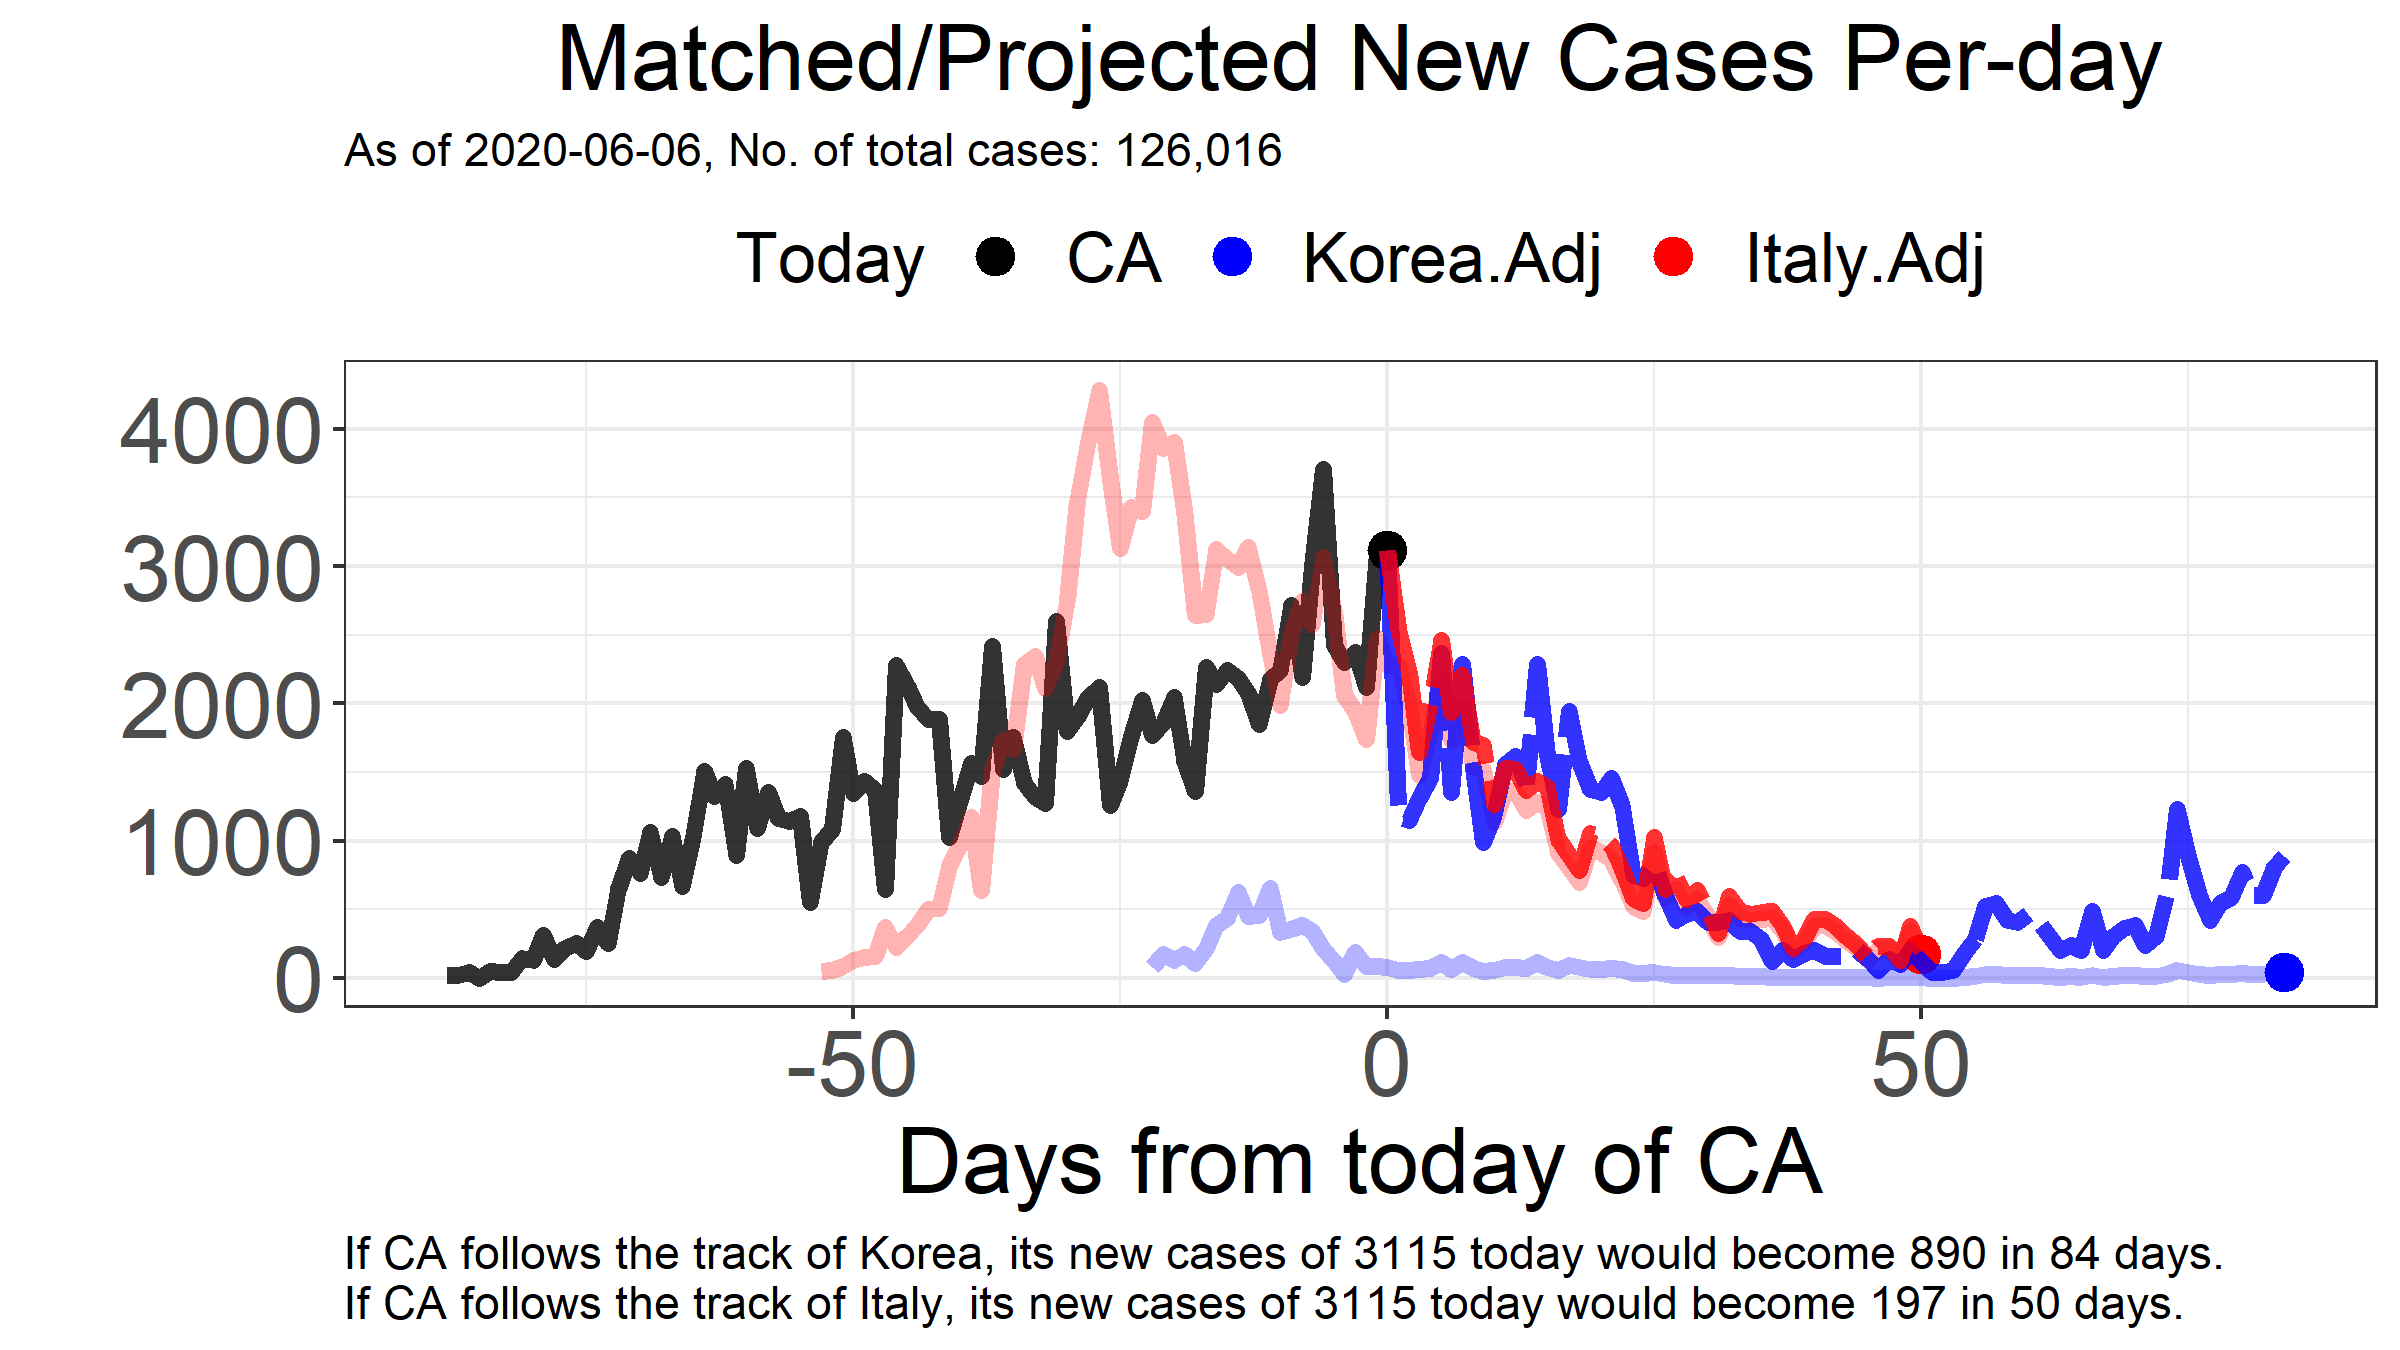 Matched/Projected New Cases Per-day
As of 2020-06-06, No. of total cases: 126,016
Today CA Korea.Adj Italy.Adj
4000
3000
2000
1000
0
-50 0 50
Days from today of CA
If CA follows the track of Korea, its new cases of 3115 today would become 890 in 84 days.
If CA follows the track of Italy, its new cases of 3115 today would become 197 in 50 days.